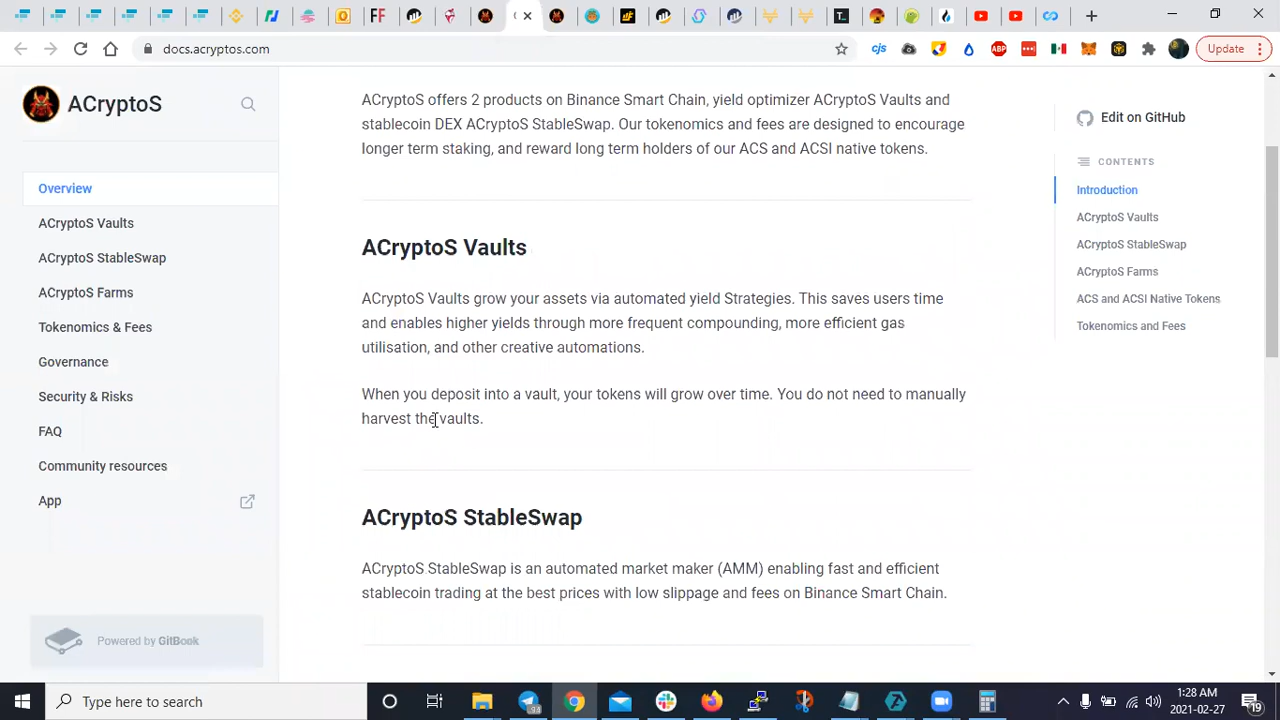 docs.acryptos.com
Update
ACryptoS
Overview
ACryptoS Vaults
ACryptoS StableSwap
ACryptoS Farms
Tokenomics & Fees
Governance
Security & Risks
FAQ
Community resources
App
Powered by GitBook
ACryptoS offers 2 products on Binance Smart Chain, yield optimizer ACryptoS Vaults and
stablecoin DEX ACryptoS StableSwap. Our tokenomics and fees are designed to encourage
longer term staking, and reward long term holders of our ACS and ACSI native tokens.
ACryptoS Vaults
ACryptoS Vaults grow your assets via automated yield Strategies. This saves users time
and enables higher yields through more frequent compounding, more efficient gas
utilisation, and other creative automations.
When you deposit into a vault, your tokens will grow over time. You do not need to manually
harvest the vaults.
ACryptoS StableSwap
ACryptoS StableSwap is an automated market maker (AMM) enabling fast and efficient
stablecoin trading at the best prices with low slippage and fees on Binance Smart Chain.
Edit on GitHub
CONTENTS
Introduction
ACryptoS Vaults
ACryptoS StableSwap
ACryptoS Farms
ACS and ACSI Native Tokens
Tokenomics and Fees
Type here to search
1:28 AM
2021-02-27